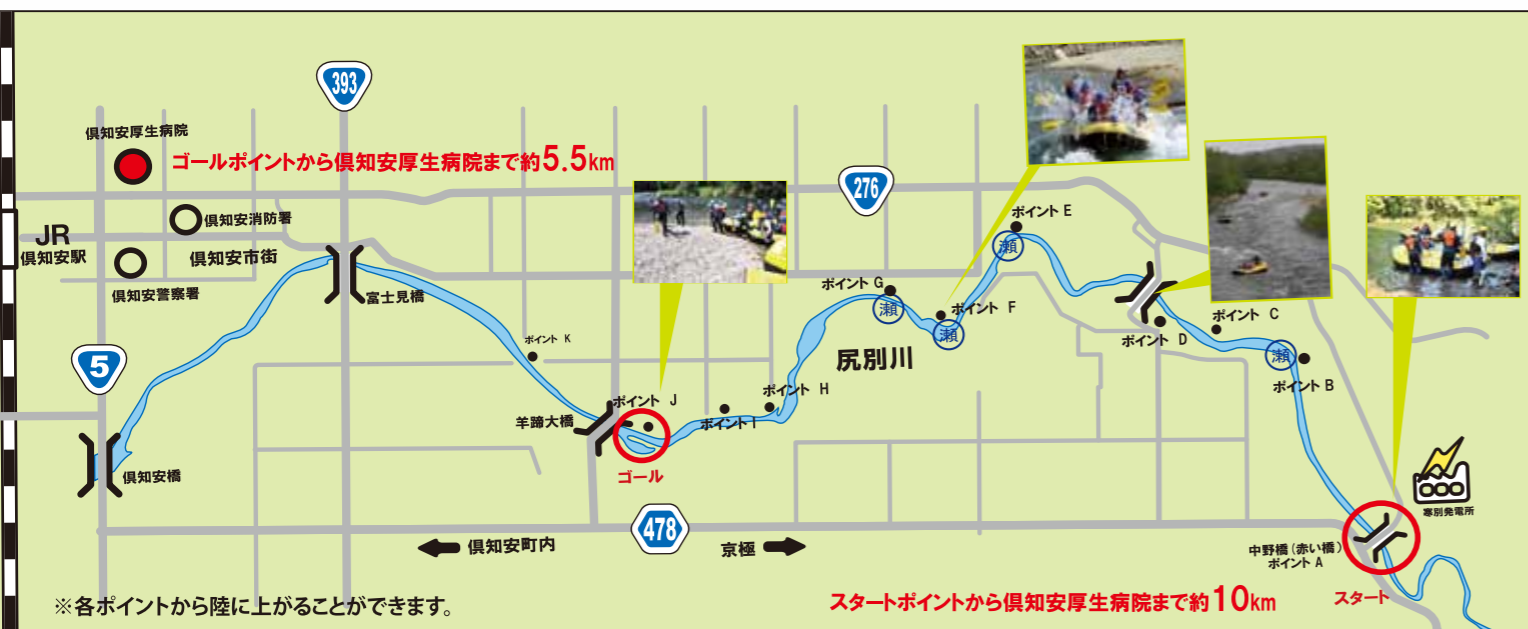 393
倶知安厚生病院
ゴールポイントから倶知安厚生病院まで約5.5km
276
倶知安消防署
JR
倶知安駅
倶知安市街
倶知安警察署
富士見橋
ポイント E
瀬
ポイント G
瀬
ポイント F
瀬
ポイント C
ポイント D
瀬
ポイント B
ポイント K
尻別川
5
ポイント H
ポイント J
ポイント I
羊蹄大橋
ゴール
倶知安橋
寒別発電所
478
倶知安町内
京極
中野橋(赤い橋)
ポイント A
スタート
※各ポイントから陸に上がることができます。
スタートポイントから倶知安厚生病院まで約10km